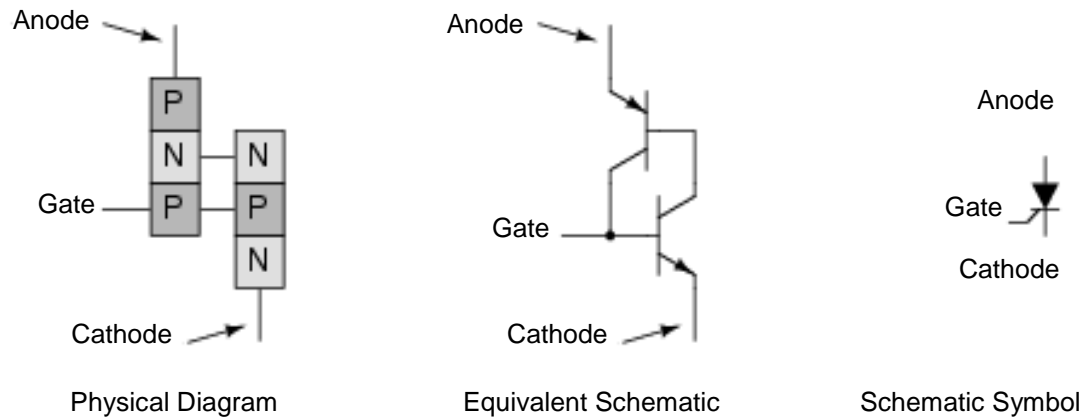 Anode
P
N
N
Gate
P
P
N
Cathode
Physical Diagram
Anode
Gate
Cathode
Equivalent Schematic
Anode
Gate
Cathode
Schematic Symbol